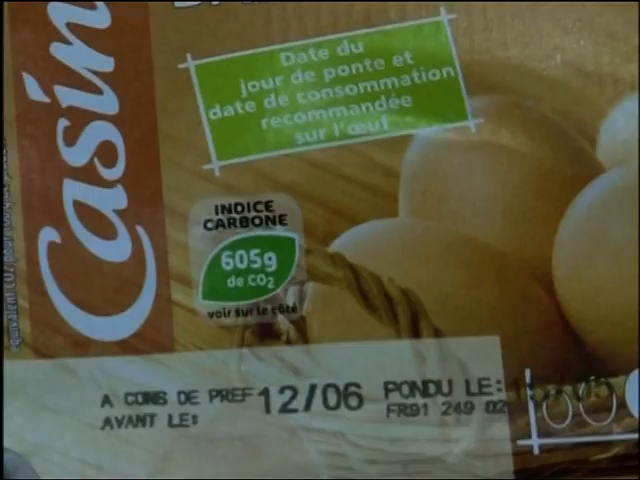 Casin
Date du
jour de ponte et
date de consommation
recommandée
sur l'œuf
INDICE
CARBONE
605g
de CO2
voir sur le côté
A CONS DE PREF 12/06 PONDU LE:
AVANT LE: FR91 249 02